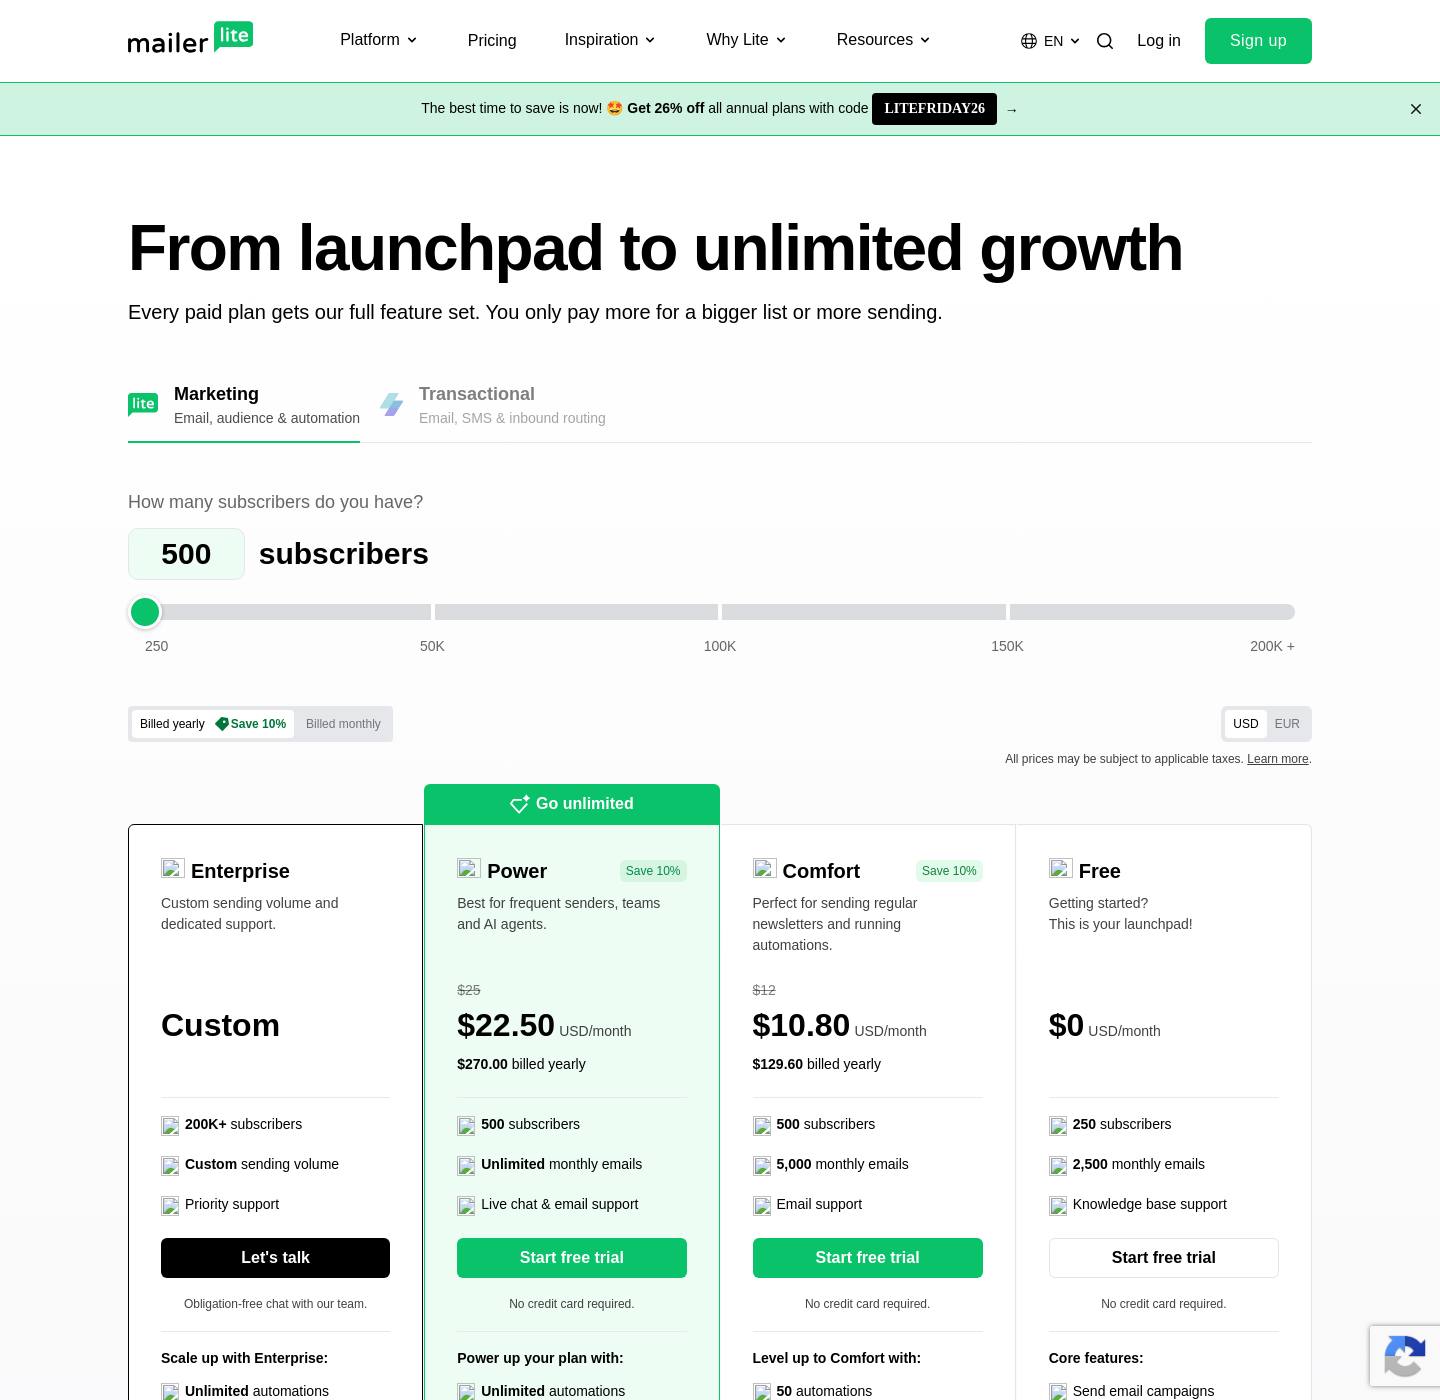 mailer lite
Platform
Pricing
Inspiration
Why Lite
Resources
EN
Log in
Sign up
The best time to save is now! 🤩 Get 26% off all annual plans with code LITEFRIDAY26 →
From launchpad to unlimited growth
Every paid plan gets our full feature set. You only pay more for a bigger list or more sending.
lite
Marketing
Email, audience & automation
Transactional
Email, SMS & inbound routing
How many subscribers do you have?
500 subscribers
250 50K 100K 150K 200K +
Billed yearly Save 10% Billed monthly
USD EUR
All prices may be subject to applicable taxes. Learn more.
Go unlimited
Enterprise
Custom sending volume and
dedicated support.
Custom
200K+ subscribers
Custom sending volume
Priority support
Let's talk
Obligation-free chat with our team.
Scale up with Enterprise:
Unlimited automations
Power
Save 10%
Best for frequent senders, teams
and AI agents.
$25
$22.50 USD/month
$270.00 billed yearly
500 subscribers
Unlimited monthly emails
Live chat & email support
Start free trial
No credit card required.
Power up your plan with:
Unlimited automations
Comfort
Save 10%
Perfect for sending regular
newsletters and running
automations.
$12
$10.80 USD/month
$129.60 billed yearly
500 subscribers
5,000 monthly emails
Email support
Start free trial
No credit card required.
Level up to Comfort with:
50 automations
Free
Getting started?
This is your launchpad!
$0 USD/month
250 subscribers
2,500 monthly emails
Knowledge base support
Start free trial
No credit card required.
Core features:
Send email campaigns